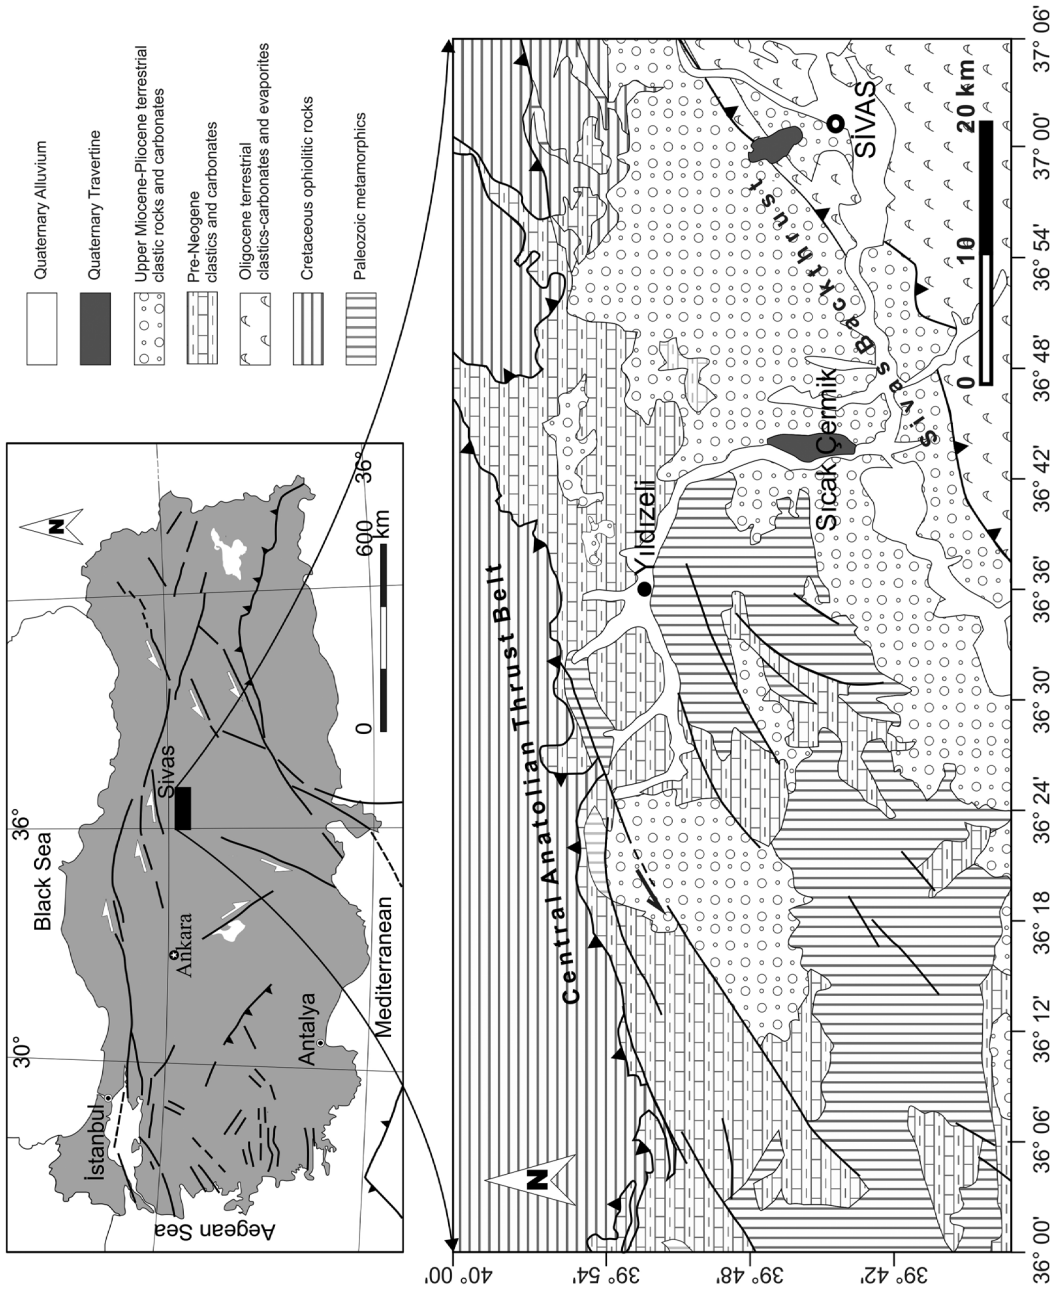 Black Sea
30°
36°
36°
İstanbul
Ankara
Sivas
Antalya
Aegean Sea
Mediterranean
N
0
600
km
Quaternary Alluvium
Quaternary Travertine
Upper Miocene-Pliocene terrestrial
clastic rocks and carbonates
Pre-Neogene
clastics and carbonates
Oligocene terrestrial
clastics-carbonates and evaporites
Cretaceous ophiolitic rocks
Paleozoic metamorphics
N
Central Anatolian Thrust Belt
Yıldızeli
Sıcak Çermik
Sivas Backthrust
SİVAS
0 10 20 km
40° 00'
39° 54'
39° 48'
39° 42'
36° 00'
36° 06'
36° 12'
36° 18'
36° 24'
36° 30'
36° 36'
36° 42'
36° 48'
36° 54'
37° 00'
37° 06'